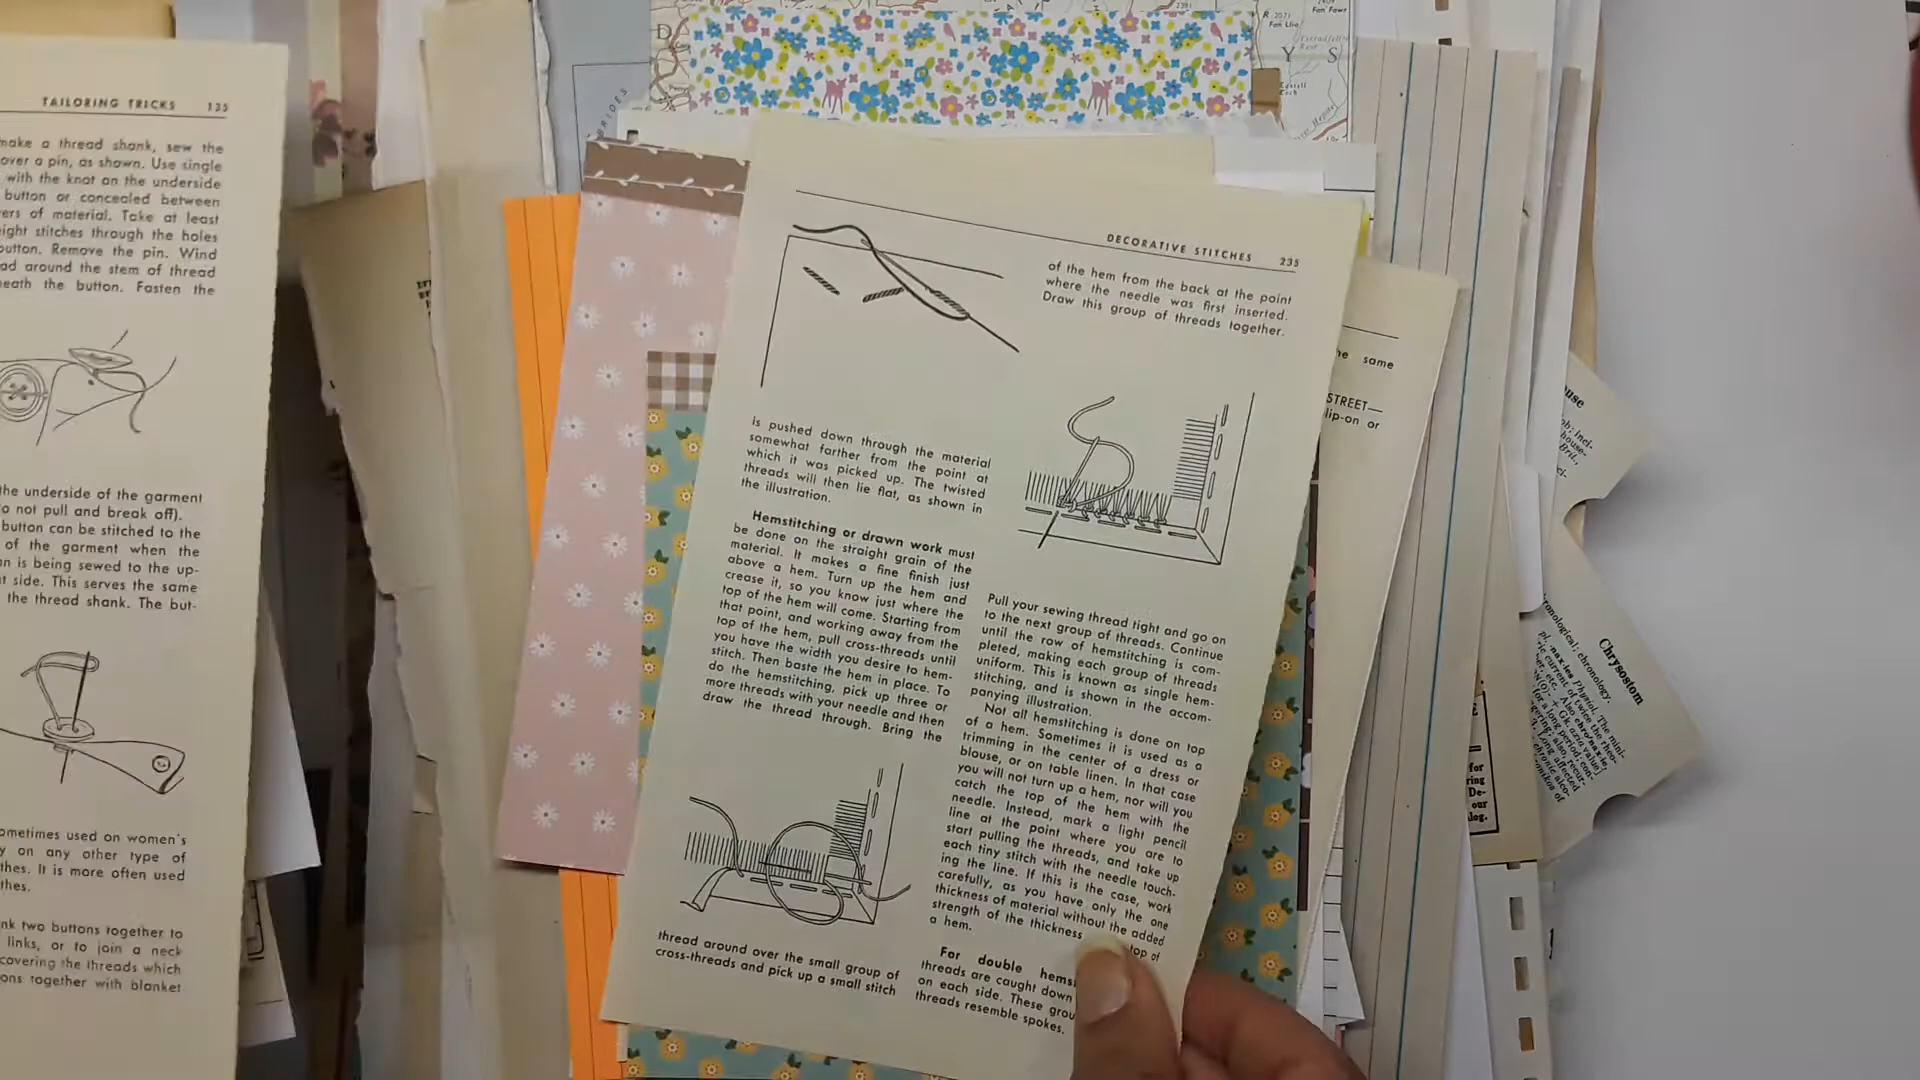 TAILORING TRICKS 135
make a thread shank, sew the
over a pin, as shown. Use single
with the knot on the underside
button or concealed between
ers of material. Take at least
ight stitches through the holes
button. Remove the pin. Wind
ad around the stem of thread
eath the button. Fasten the
the underside of the garment
o not pull and break off).
button can be stitched to the
of the garment when the
n is being sewed to the up-
t side. This serves the same
the thread shank. The but-
ometimes used on women's
y on any other type of
thes. It is more often used
thes.
nk two buttons together to
links, or to join a neck
covering the threads which
ons together with blanket
BRIDES
DECORATIVE STITCHES 235
is pushed down through the material
somewhat farther from the point at
which it was picked up. The twisted
threads will then lie flat, as shown in
the illustration.
Hemstitching or drawn work must
be done on the straight grain of the
material. It makes a fine finish just
above a hem. Turn up the hem and
crease it, so you know just where the
top of the hem will come. Starting from
that point, and working away from the
top of the hem, pull cross-threads until
you have the width you desire to hem-
stitch. Then baste the hem in place. To
do the hemstitching, pick up three or
more threads with your needle and then
draw the thread through. Bring the
thread around over the small group of
cross-threads and pick up a small stitch
of the hem from the back at the point
where the needle was first inserted.
Draw this group of threads together.
Pull your sewing thread tight and go on
to the next group of threads. Continue
until the row of hemstitching is com-
pleted, making each group of threads
uniform. This is known as single hem-
stitching, and is shown in the accom-
panying illustration.
Not all hemstitching is done on top
of a hem. Sometimes it is used as a
trimming in the center of a dress or
blouse, or on table linen. In that case
you will not turn up a hem, nor will you
catch the top of the hem with the
needle. Instead, mark a light pencil
line at the point where you are to
start pulling the threads, and take up
each tiny stitch with the needle touch-
ing the line. If this is the case, work
carefully, as you have only the one
thickness of material without the added
strength of the thickness top of
a hem.
For double hems
threads are caught down
on each side. These grou
threads resemble spokes.
he same
STREET—
lip-on or
Y S
for
ring
De-
our
log.
ouse
Chrysostom
ronological; chronology.